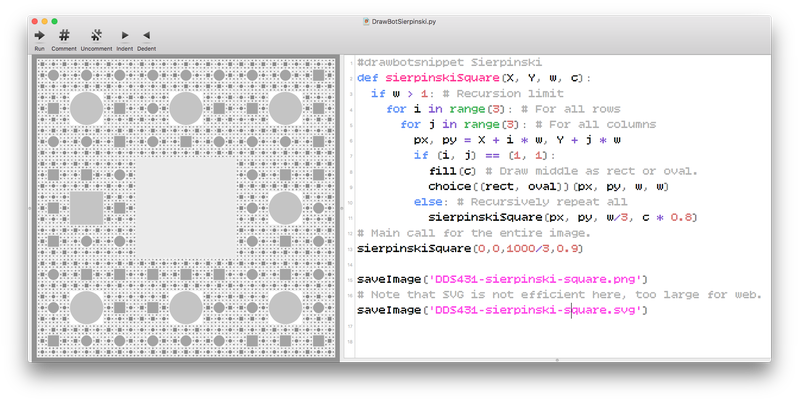 DrawBotSierpinski.py
Run Comment Uncomment Indent Dedent
1 #drawbotsnippet Sierpinski
2 def sierpinskiSquare(X, Y, w, c):
3 if w > 1: # Recursion limit
4 for i in range(3): # For all rows
5 for j in range(3): # For all columns
6 px, py = X + i * w, Y + j * w
7 if (i, j) == (1, 1):
8 fill(c) # Draw middle as rect or oval.
9 choice((rect, oval))(px, py, w, w)
10 else: # Recursively repeat all
11 sierpinskiSquare(px, py, w/3, c * 0.8)
12 # Main call for the entire image.
13 sierpinskiSquare(0,0,1000/3,0.9)
14
15 saveImage('DDS431-sierpinski-square.png')
16 # Note that SVG is not efficient here, too large for web.
17 saveImage('DDS431-sierpinski-square.svg')
18